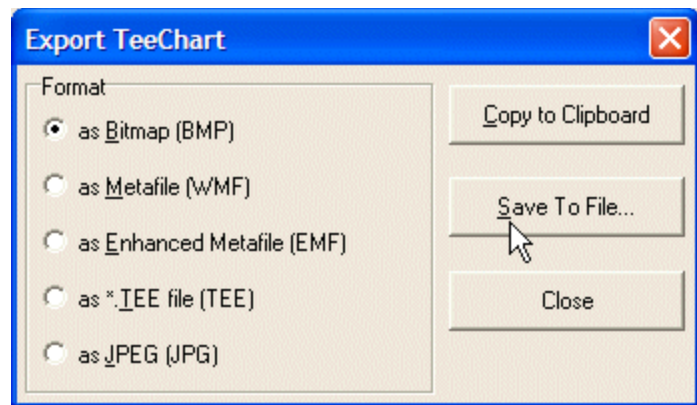 Export TeeChart
Format
as Bitmap (BMP)
as Metafile (WMF)
as Enhanced Metafile (EMF)
as *.TEE file (TEE)
as JPEG (JPG)
Copy to Clipboard
Save To File...
Close